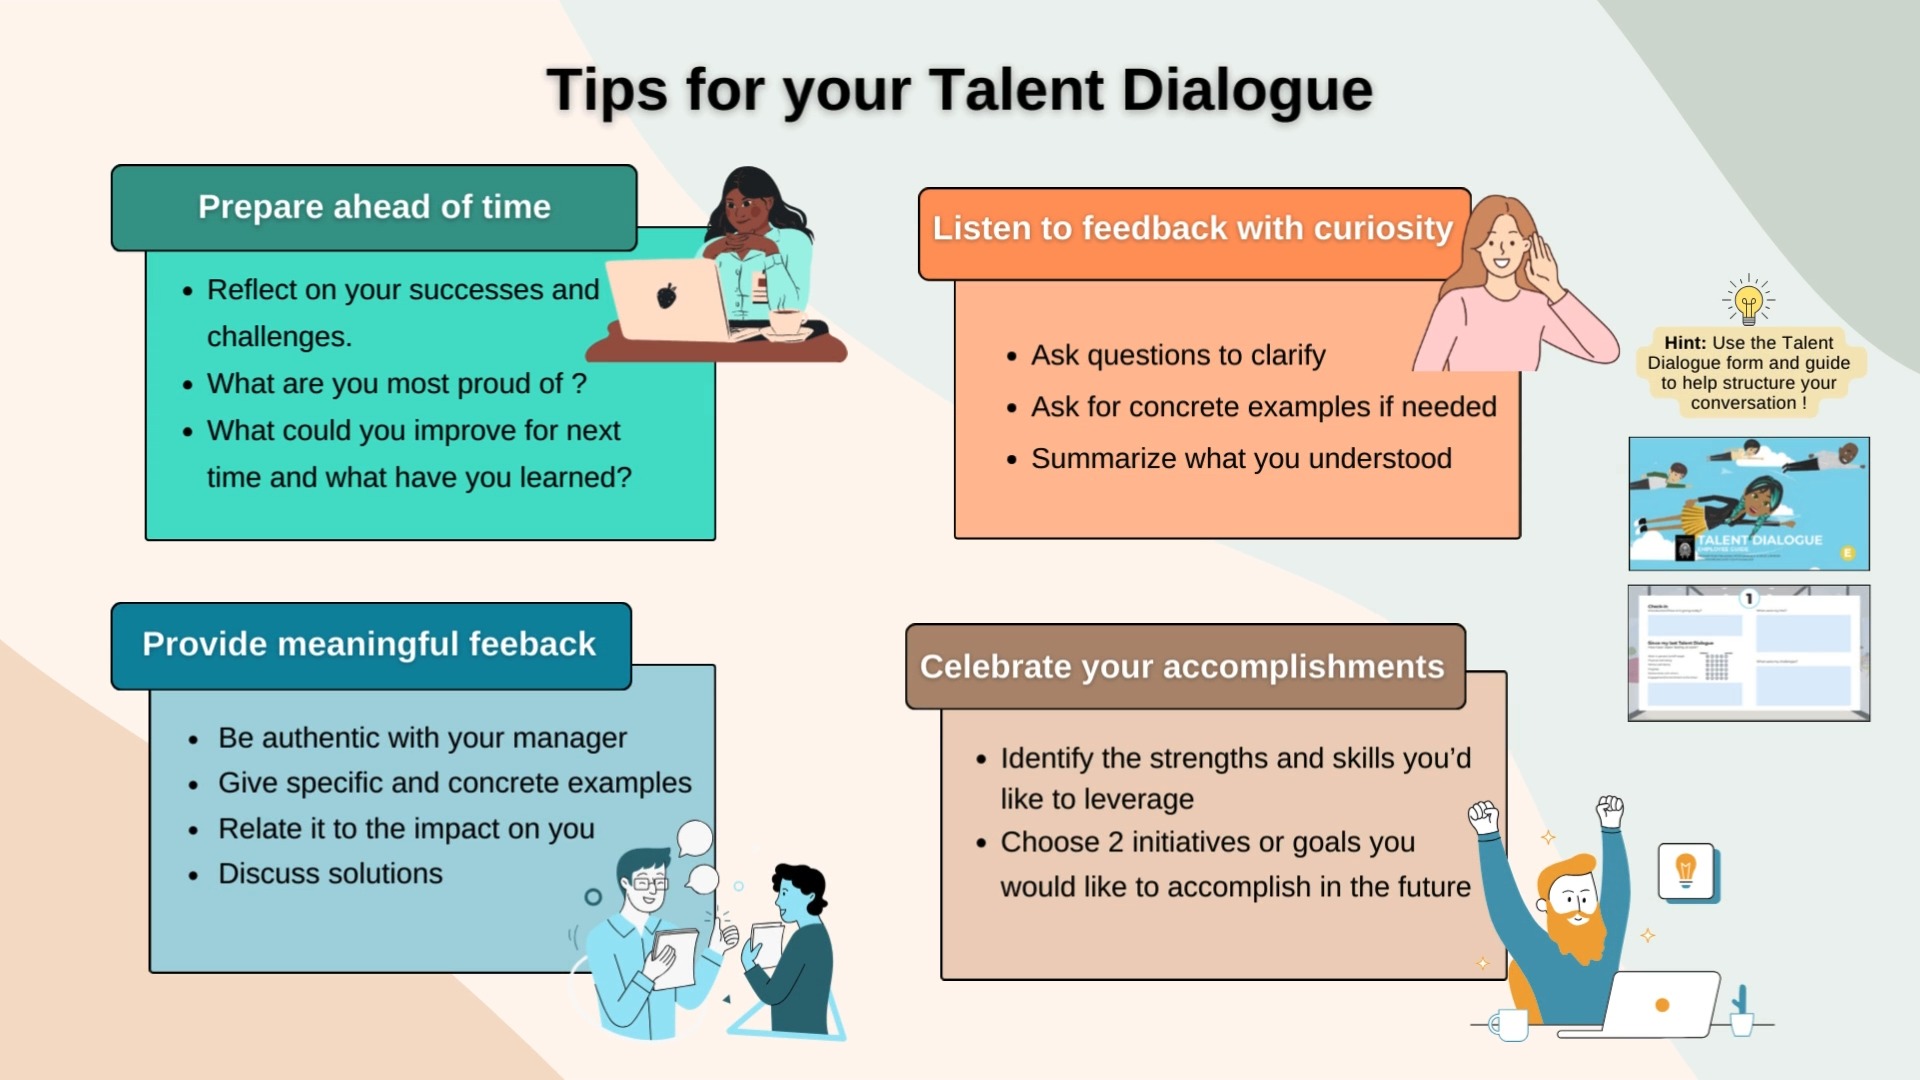 Tips for your Talent Dialogue
Prepare ahead of time
Reflect on your successes and
challenges.
What are you most proud of ?
What could you improve for next
time and what have you learned?
Listen to feedback with curiosity
Ask questions to clarify
Ask for concrete examples if needed
Summarize what you understood
Hint: Use the Talent
Dialogue form and guide
to help structure your
conversation !
TALENT DIALOGUE
EMPLOYEE GUIDE
E
1
Check-in
Provide meaningful feeback
Be authentic with your manager
Give specific and concrete examples
Relate it to the impact on you
Discuss solutions
Celebrate your accomplishments
Identify the strengths and skills you’d
like to leverage
Choose 2 initiatives or goals you
would like to accomplish in the future